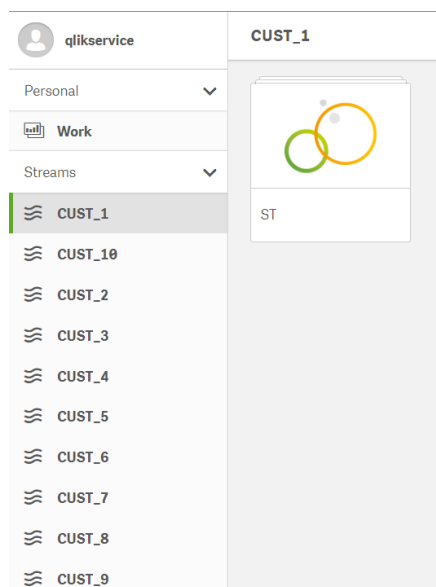 qlikservice
CUST_1
Personal
Work
Streams
CUST_1
ST
CUST_10
CUST_2
CUST_3
CUST_4
CUST_5
CUST_6
CUST_7
CUST_8
CUST_9